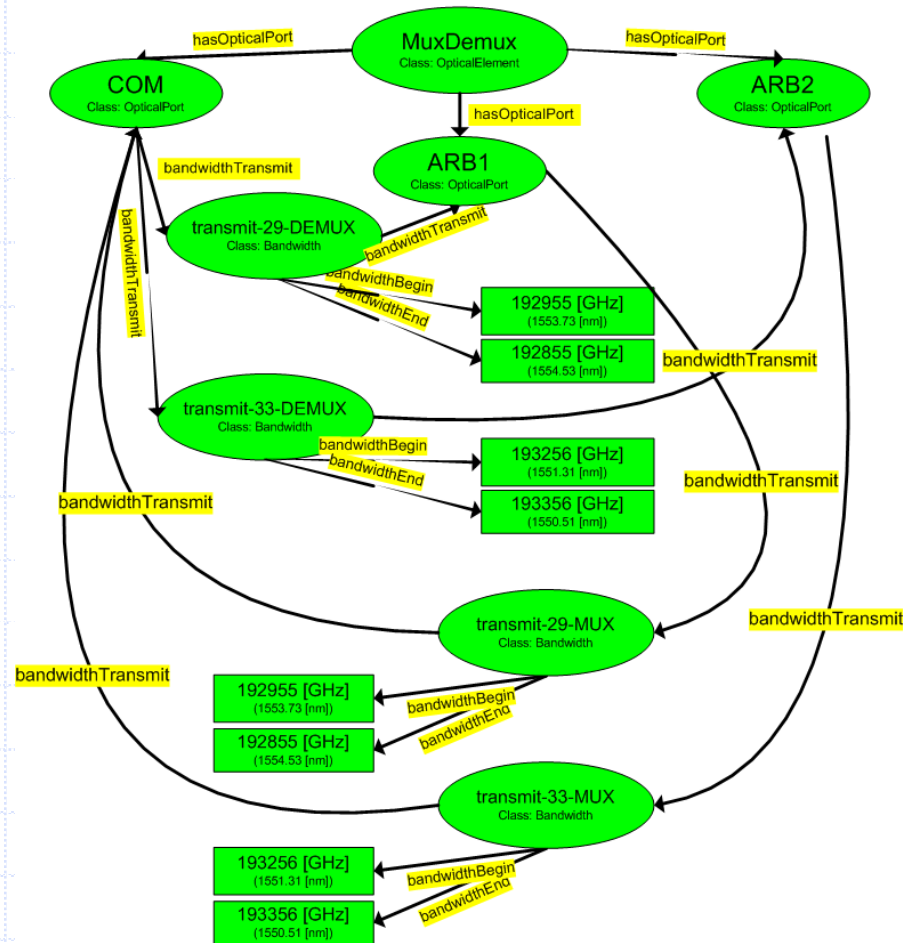 hasOpticalPort
MuxDemux
Class: OpticalElement
hasOpticalPort
COM
Class: OpticalPort
ARB2
Class: OpticalPort
hasOpticalPort
ARB1
Class: OpticalPort
bandwidthTransmit
transmit-29-DEMUX
Class: Bandwidth
bandwidthTransmit
bandwidthTransmit
bandwidthBegin
bandwidthEnd
192955 [GHz]
(1553.73 [nm])
192855 [GHz]
(1554.53 [nm])
bandwidthTransmit
transmit-33-DEMUX
Class: Bandwidth
bandwidthBegin
bandwidthEnd
193256 [GHz]
(1551.31 [nm])
193356 [GHz]
(1550.51 [nm])
bandwidthTransmit
bandwidthTransmit
transmit-29-MUX
Class: Bandwidth
bandwidthTransmit
bandwidthTransmit
192955 [GHz]
(1553.73 [nm])
192855 [GHz]
(1554.53 [nm])
bandwidthBegin
bandwidthEnd
transmit-33-MUX
Class: Bandwidth
193256 [GHz]
(1551.31 [nm])
193356 [GHz]
(1550.51 [nm])
bandwidthBegin
bandwidthEnd